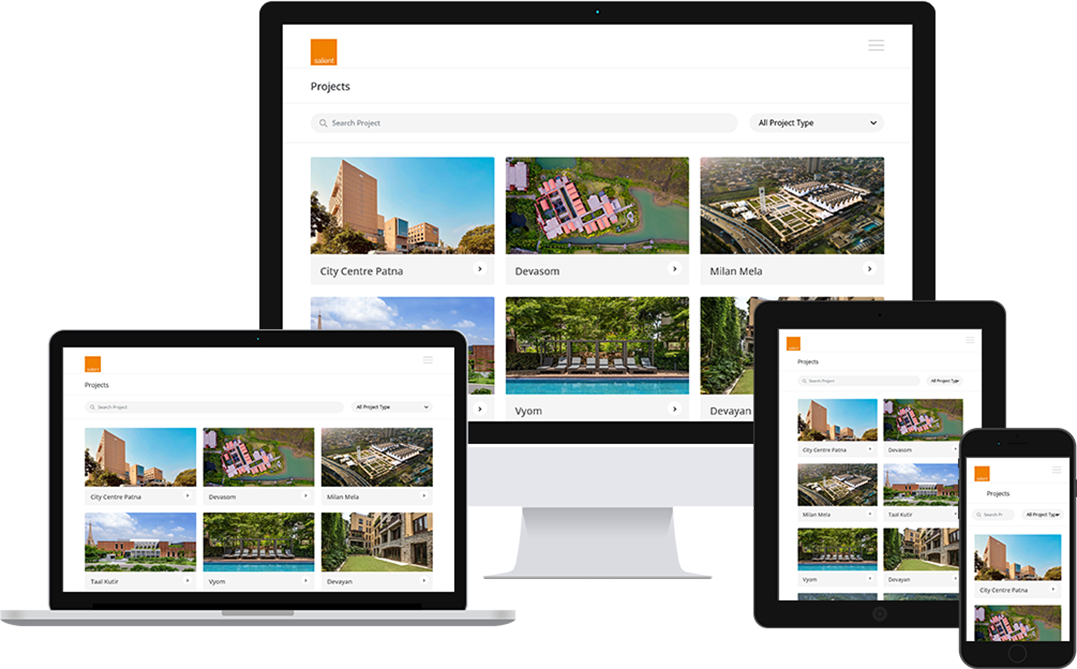 salient
Projects
Search Project
All Project Type
City Centre Patna
Devasom
Milan Mela
Vyom
Devayan
salient
Projects
Search Project
All Project Type
City Centre Patna
Devasom
Milan Mela
Taal Kutir
Vyom
Devayan
salient
Projects
Search Project
All Project Type
City Centre Patna
Devasom
Milan Mela
Taal Kutir
Vyom
Devayan
salient
Projects
Search Pr
All Project Type
City Centre Patna